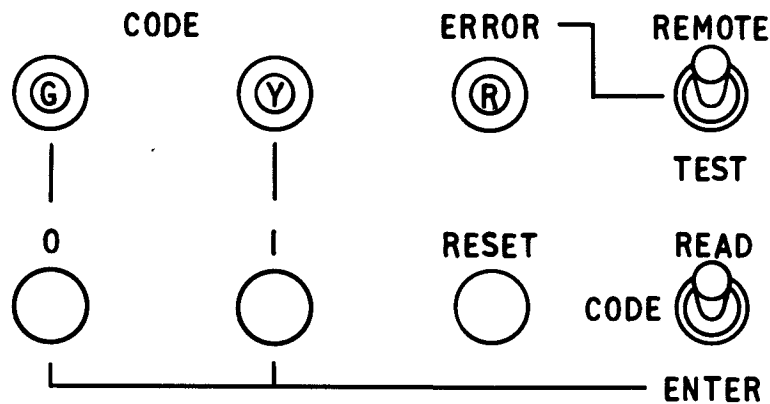 CODE ERROR REMOTE
G Y R
TEST
0 1 RESET READ
CODE
ENTER